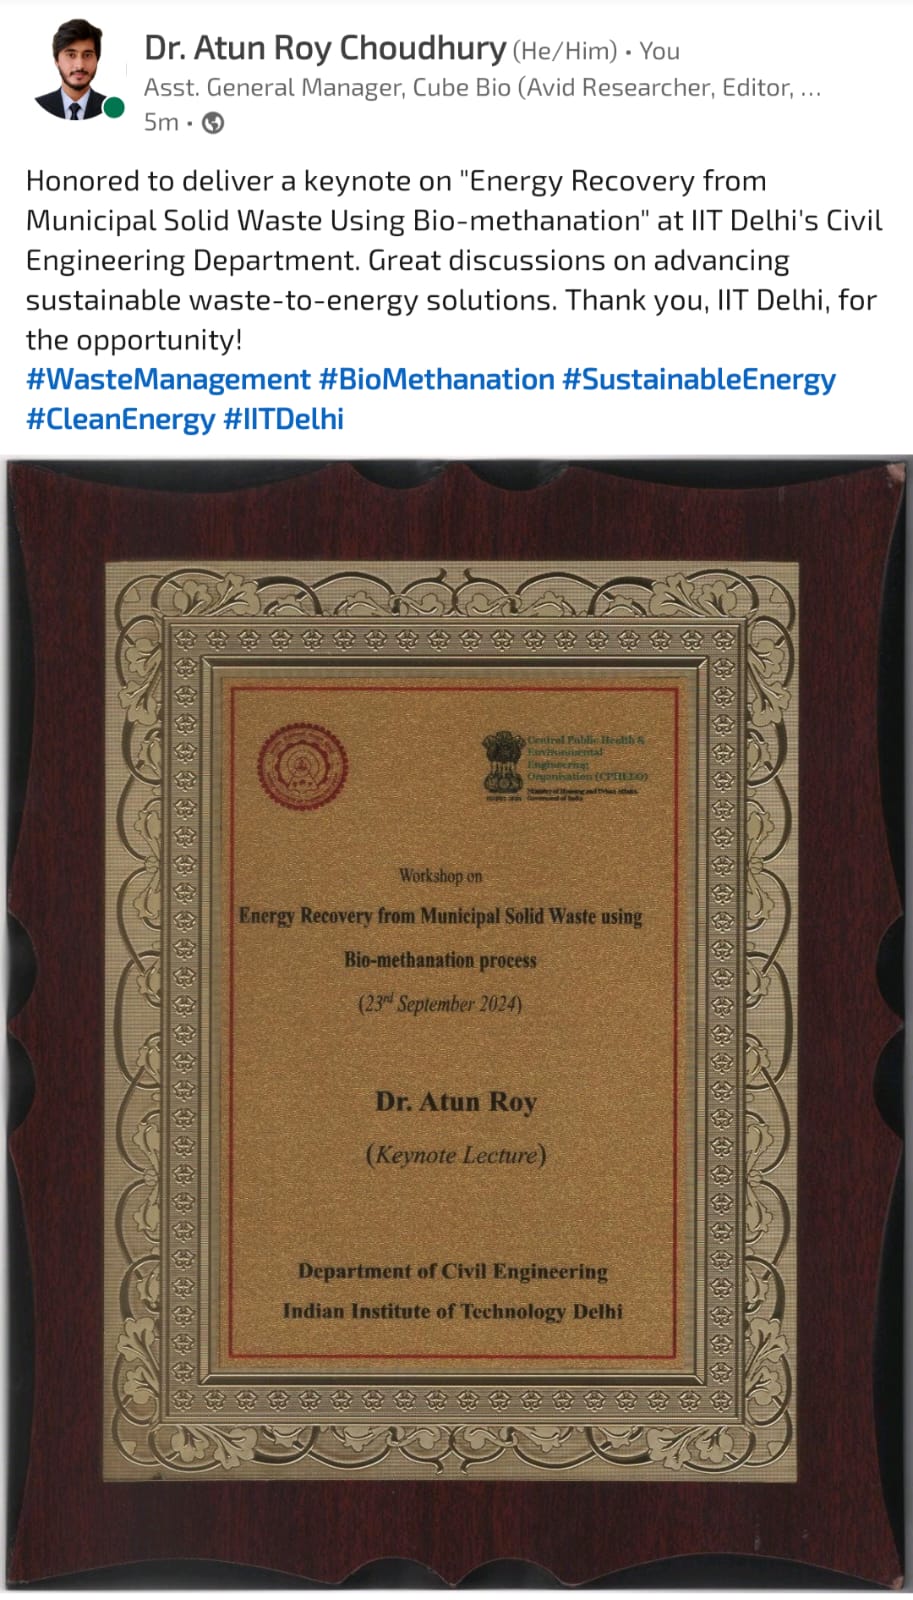 Dr. Atun Roy Choudhury (He/Him) • You
Asst. General Manager, Cube Bio (Avid Researcher, Editor, ...
5m •
Honored to deliver a keynote on "Energy Recovery from
Municipal Solid Waste Using Bio-methanation" at IIT Delhi's Civil
Engineering Department. Great discussions on advancing
sustainable waste-to-energy solutions. Thank you, IIT Delhi, for
the opportunity!
#WasteManagement #BioMethanation #SustainableEnergy
#CleanEnergy #IITDelhi
Central Public Health &
Environmental
Engineering
Organisation (CPHEEO)
Ministry of Housing and Urban Affairs
Government of India
Workshop on
Energy Recovery from Municipal Solid Waste using
Bio-methanation process
(23rd September 2024)
Dr. Atun Roy
(Keynote Lecture)
Department of Civil Engineering
Indian Institute of Technology Delhi